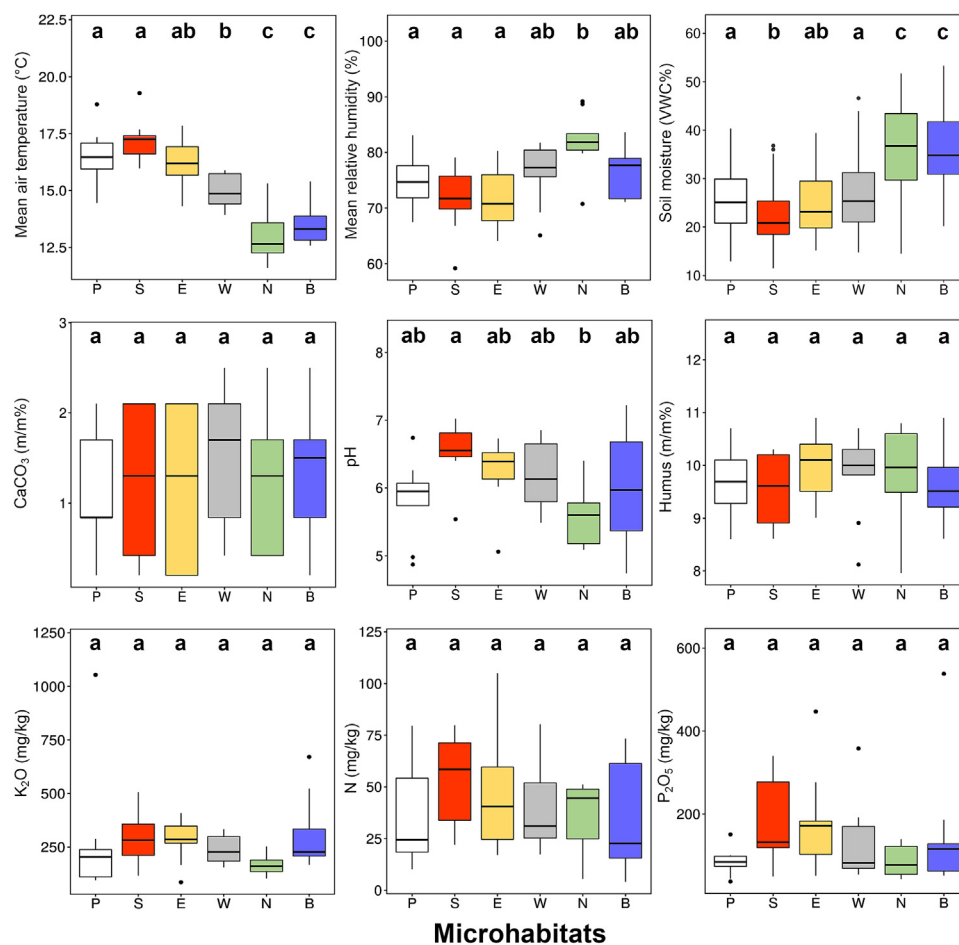 Mean air temperature (°C)
22.5
20.0
17.5
15.0
12.5
a a ab b c c
P S E W N B
Mean relative humidity (%)
100
90
80
70
60
a a a ab b ab
P S E W N B
Soil moisture (VWC%)
60
50
40
30
20
10
a b ab a c c
P S E W N B
CaCO₃ (m/m%)
3
2
1
a a a a a a
P S E W N B
pH
8
7
6
5
ab a ab ab b ab
P S E W N B
Humus (m/m%)
12
11
10
9
8
a a a a a a
P S E W N B
K₂O (mg/kg)
1250
1000
750
500
250
a a a a a a
P S E W N B
N (mg/kg)
125
100
75
50
25
0
a a a a a a
P S E W N B
P₂O₅ (mg/kg)
600
400
200
a a a a a a
P S E W N B
Microhabitats